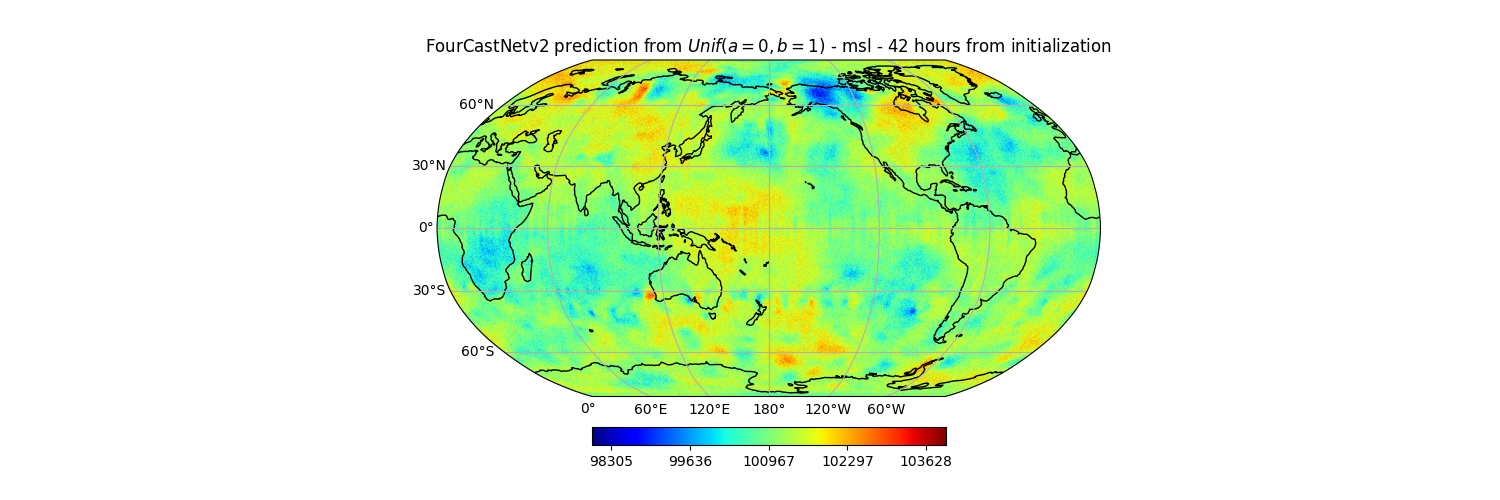 FourCastNetv2 prediction from Unif(a = 0, b = 1) - msl - 42 hours from initialization
60°N
30°N
0°
30°S
60°S
0° 60°E 120°E 180° 120°W 60°W
98305 99636 100967 102297 103628